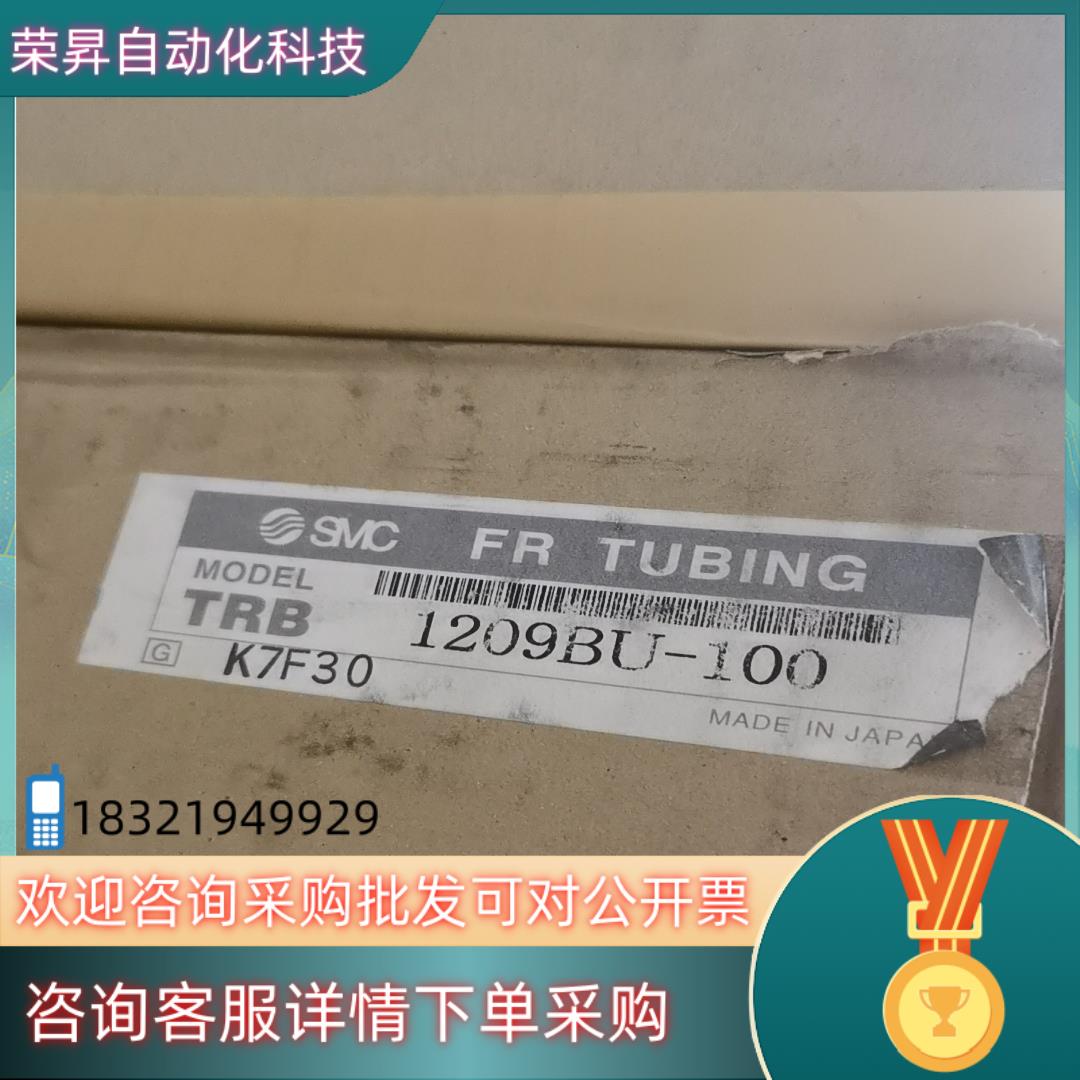 荣昇自动化科技
SMC FR TUBING
MODEL
TRB 1209BU-100
G K7F30
MADE IN JAPA
18321949929
欢迎咨询采购批发可对公开票
咨询客服详情下单采购